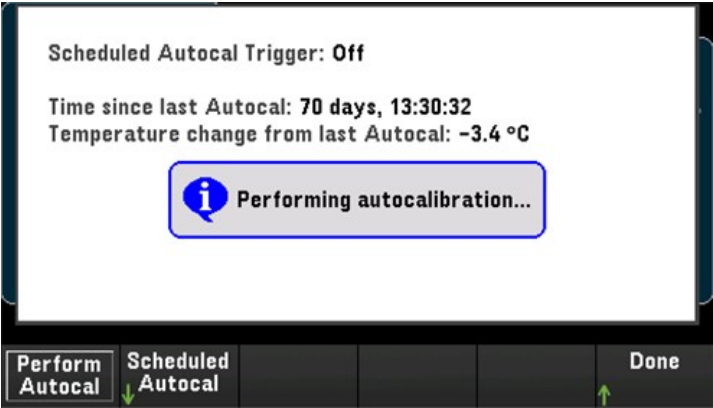 Scheduled Autocal Trigger: Off
Time since last Autocal: 70 days, 13:30:32
Temperature change from last Autocal: -3.4 °C
Performing autocalibration...
Perform
Autocal
Scheduled
Autocal
Done